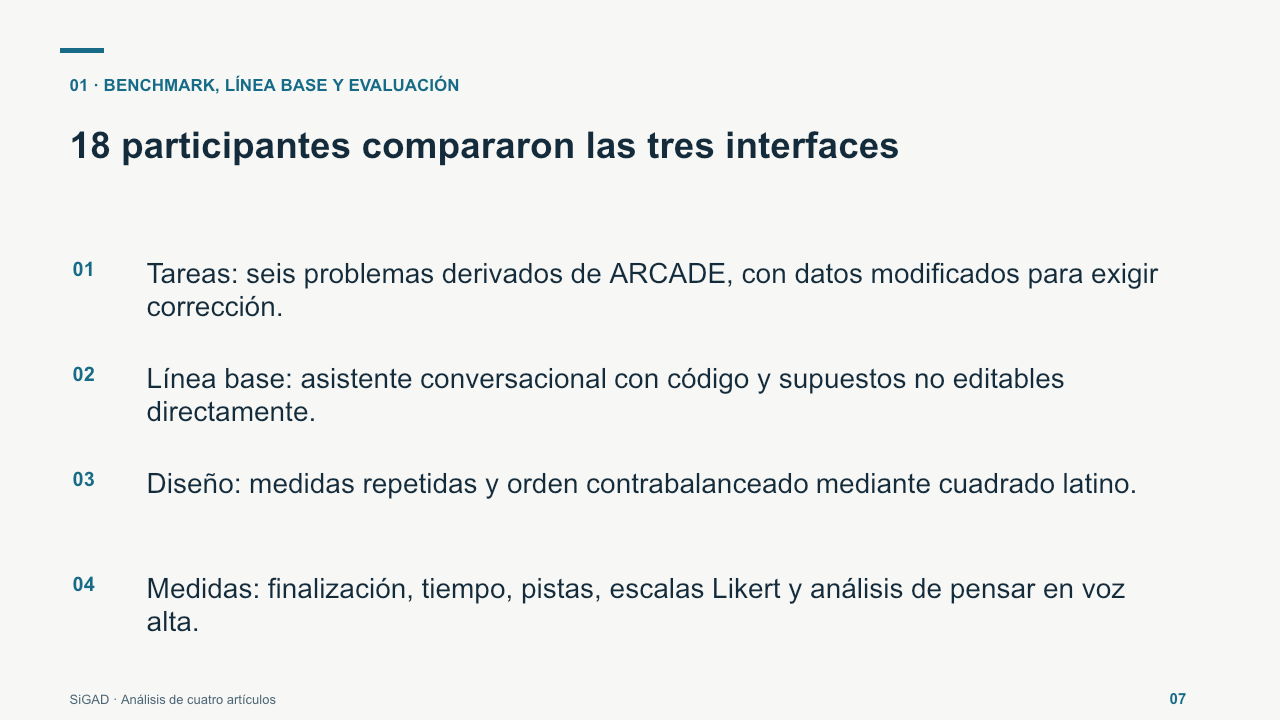 01 · BENCHMARK, LÍNEA BASE Y EVALUACIÓN
18 participantes compararon las tres interfaces
01
Tareas: seis problemas derivados de ARCADE, con datos modificados para exigir
corrección.
02
Línea base: asistente conversacional con código y supuestos no editables
directamente.
03
Diseño: medidas repetidas y orden contrabalanceado mediante cuadrado latino.
04
Medidas: finalización, tiempo, pistas, escalas Likert y análisis de pensar en voz
alta.
SiGAD · Análisis de cuatro artículos
07